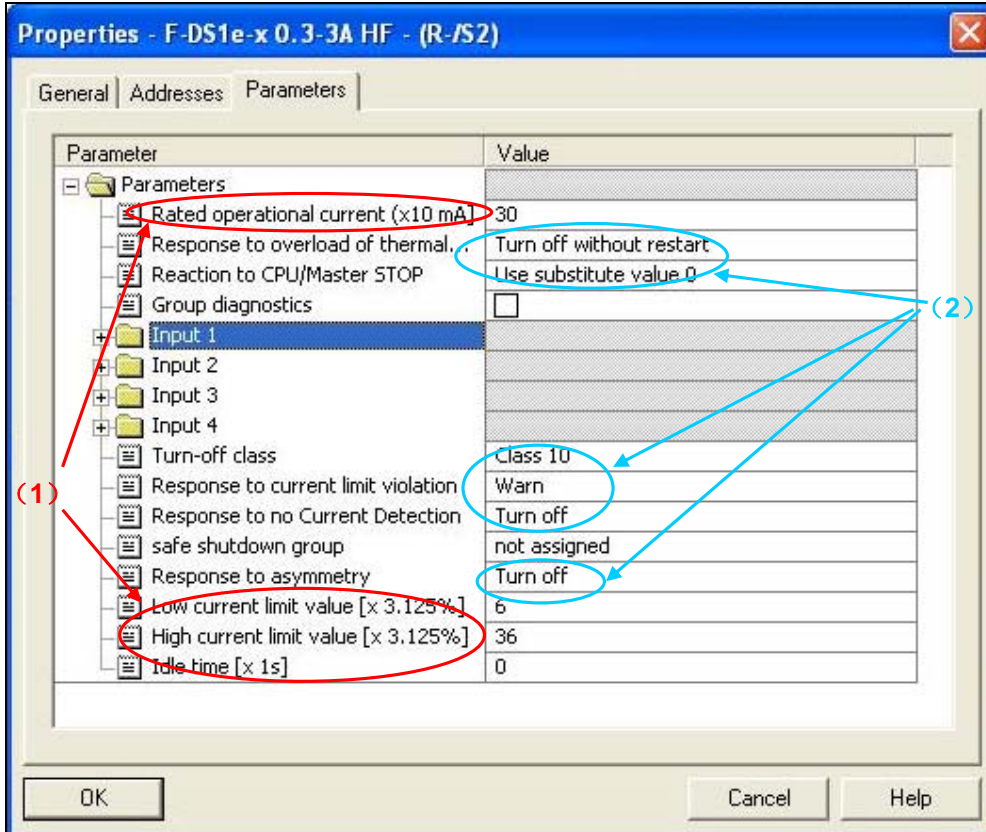 Properties - F-DS1e-x 0.3-3A HF - (R-/S2)
General Addresses Parameters
Parameter Value
Parameters
Rated operational current (x10 mA) 30
Response to overload of thermal... Turn off without restart
Reaction to CPU/Master STOP Use substitute value 0
Group diagnostics
(2)
Input 1
Input 2
Input 3
Input 4
Turn-off class Class 10
(1)
Response to current limit violation Warn
Response to no Current Detection Turn off
safe shutdown group not assigned
Response to asymmetry Turn off
Low current limit value [x 3.125%] 6
High current limit value [x 3.125%] 36
Idle time [x 1s] 0
OK Cancel Help